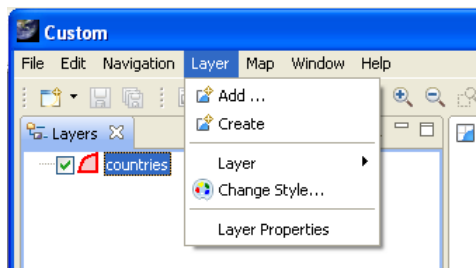 Custom
File Edit Navigation Layer Map Window Help
Add ...
Layers
Create
countries
Layer
Change Style...
Layer Properties